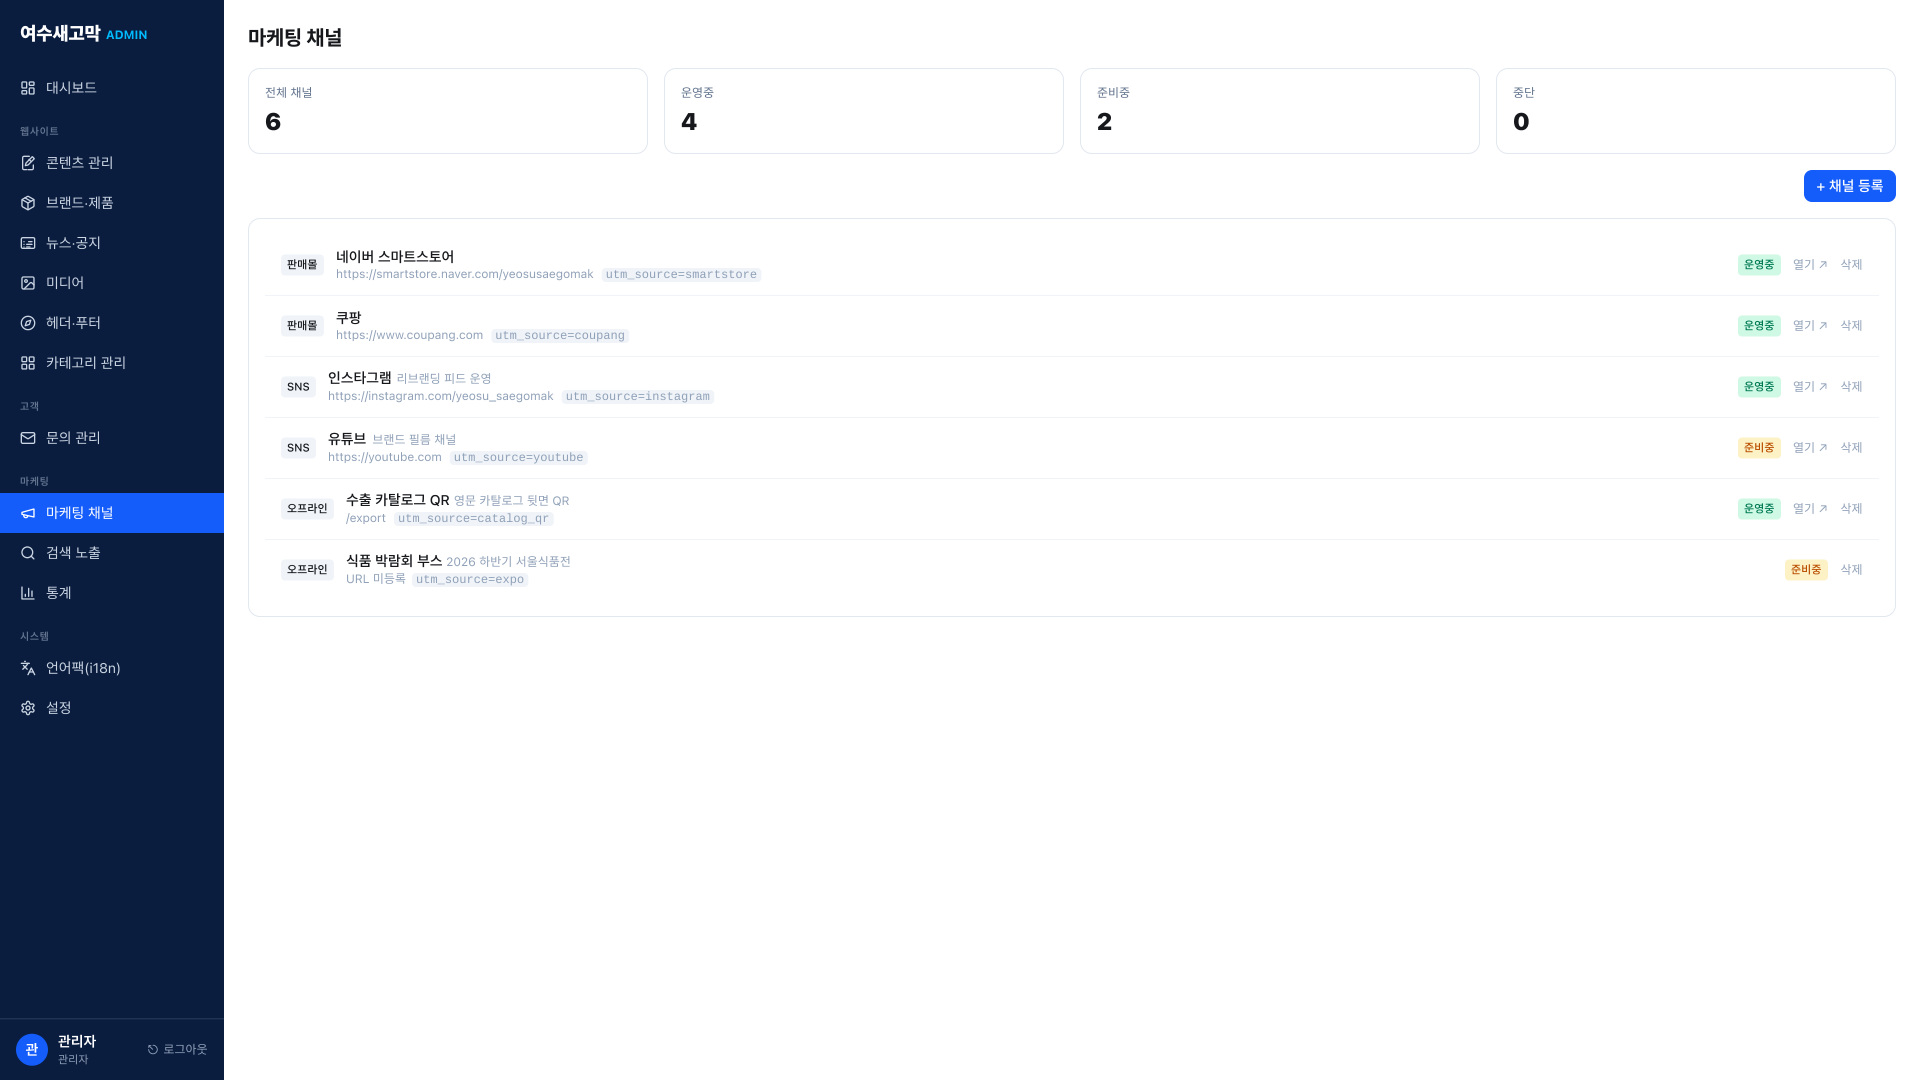 여수새고막 ADMIN
대시보드
웹사이트
콘텐츠 관리
브랜드·제품
뉴스·공지
미디어
헤더·푸터
카테고리 관리
고객
문의 관리
마케팅
마케팅 채널
검색 노출
통계
시스템
언어팩(i18n)
설정
관
관리자
관리자
로그아웃
마케팅 채널
전체 채널
6
운영중
4
준비중
2
중단
0
+ 채널 등록
판매몰 네이버 스마트스토어
https://smartstore.naver.com/yeosusaegomak utm_source=smartstore
운영중 열기 ↗ 삭제
판매몰 쿠팡
https://www.coupang.com utm_source=coupang
운영중 열기 ↗ 삭제
SNS 인스타그램 리브랜딩 피드 운영
https://instagram.com/yeosu_saegomak utm_source=instagram
운영중 열기 ↗ 삭제
SNS 유튜브 브랜드 필름 채널
https://youtube.com utm_source=youtube
준비중 열기 ↗ 삭제
오프라인 수출 카탈로그 QR 영문 카탈로그 뒷면 QR
/export utm_source=catalog_qr
운영중 열기 ↗ 삭제
오프라인 식품 박람회 부스 2026 하반기 서울식품전
URL 미등록 utm_source=expo
준비중 삭제